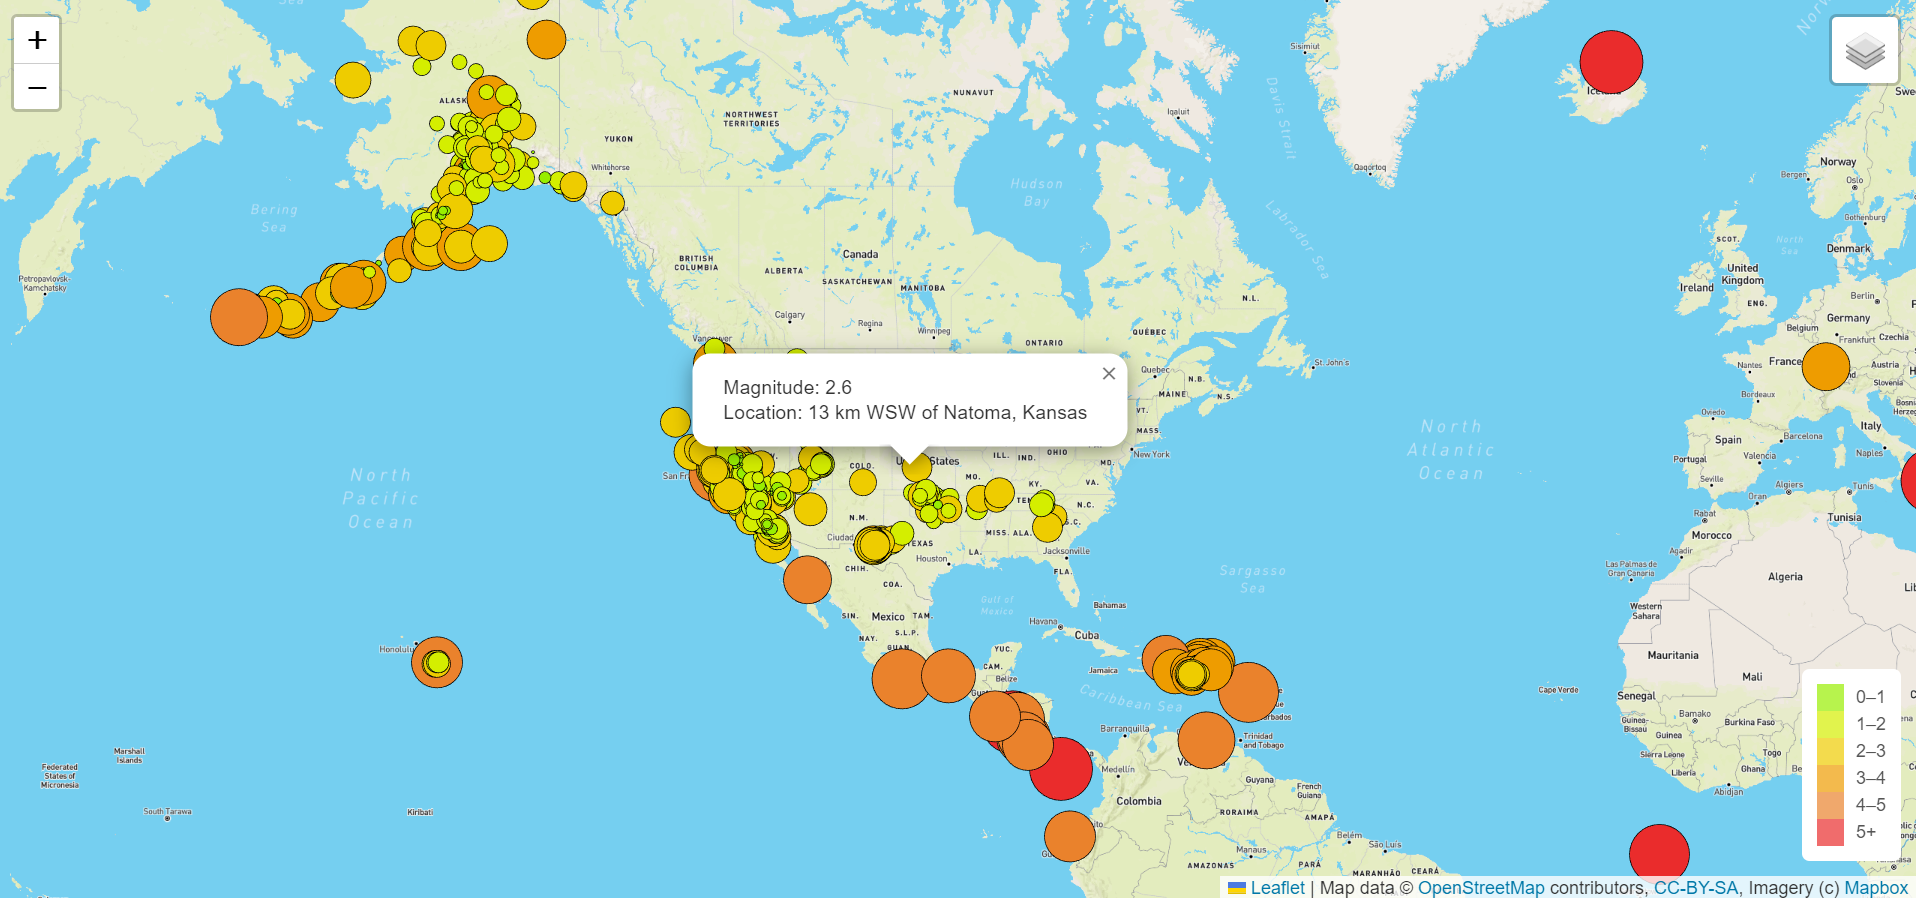 +
−
Sea
ALASK
NUNAVUT
NORTHWEST
TERRITORIES
YUKON
Whitehorse
Sisimiut
Davis Strait
Iqaluit
Qaqortoq
Norw
Swe
Norway
Bergen
Oslo
Gothenburg
Bering
Sea
Hudson
Bay
Labrador Sea
SCOT.
North
Sea
Denmark
Petropavlovsk-
Kamchatsky
BRITISH
COLUMBIA
ALBERTA
Canada
SASKATCHEWAN
MANITOBA
Calgary
Regina
Winnipeg
ONTARIO
QUÉBEC
N.L.
United
Kingdom
Ireland
ENG.
Berlin
Germany
Belgium
Frankfurt
Czechia
France
Nantes
Austria
Slovenia
Bordeaux
St. John's
Quebec
N.B.
MAINE
N.S.
VT.
MASS.
New York
Magnitude: 2.6
Location: 13 km WSW of Natoma, Kansas
×
North
Pacific
Ocean
North
Atlantic
Ocean
Oviedo
Italy
Spain
Barcelona
Portugal
Valencia
Naples
Seville
Algiers
Tunis
Oran
Rabat
Tunisia
Morocco
Agadir
San Fr
COLO.
ILL.
IND.
OHIO
MD.
MO.
KY.
VA.
N.C.
N.M.
MISS.
ALA.
Ciudad
LA.
Houston
Jacksonville
FLA.
CHIH.
COA.
Las Palmas de
Gran Canaria
Algeria
Western
Sahara
Sargasso
Sea
Gulf of
Mexico
Bahamas
SIN.
Mexico
TAM.
Havana
Cuba
NAY.
S.L.P.
GUAN.
YUC.
CAM.
Belize
Jamaica
Honolulu
Caribbean Sea
Mauritania
Mali
Cape Verde
Senegal
Bamako
Burkina Faso
Guinea-
Bissau
Guinea
Sierra Leone
Togo
Liberia
Ghana
Abidjan
Barranquilla
Trinidad
and Tobago
Medellín
Guyana
French
Guiana
Colombia
RORAIMA
AMAPÁ
Belém
São Luís
Manaus
AMAZONAS
PARÁ
MARANHÃO
CEARÁ
Marshall
Islands
Federated
States of
Micronesia
South Tarawa
Kiribati
0–1
1–2
2–3
3–4
4–5
5+
Leaflet | Map data © OpenStreetMap contributors, CC-BY-SA, Imagery (c) Mapbox